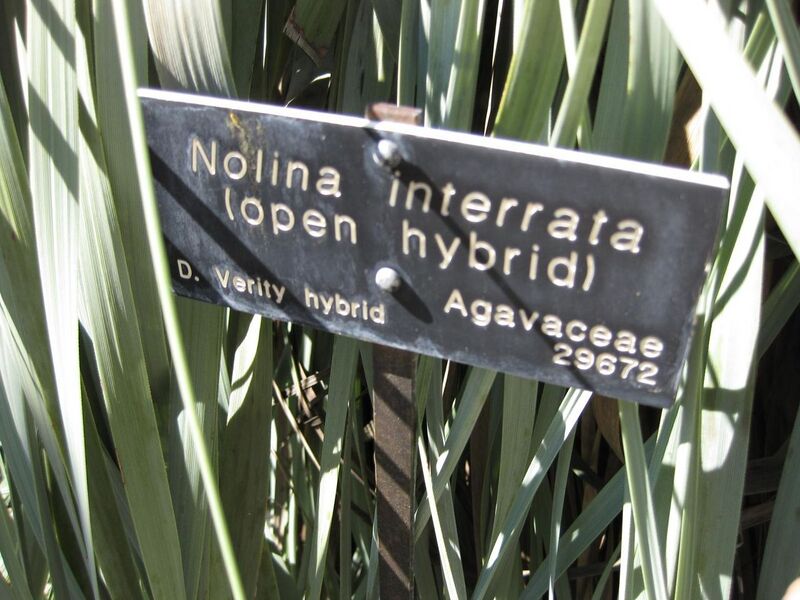 Nolina interrata
(open hybrid)
D. Verity hybrid Agavaceae
29672